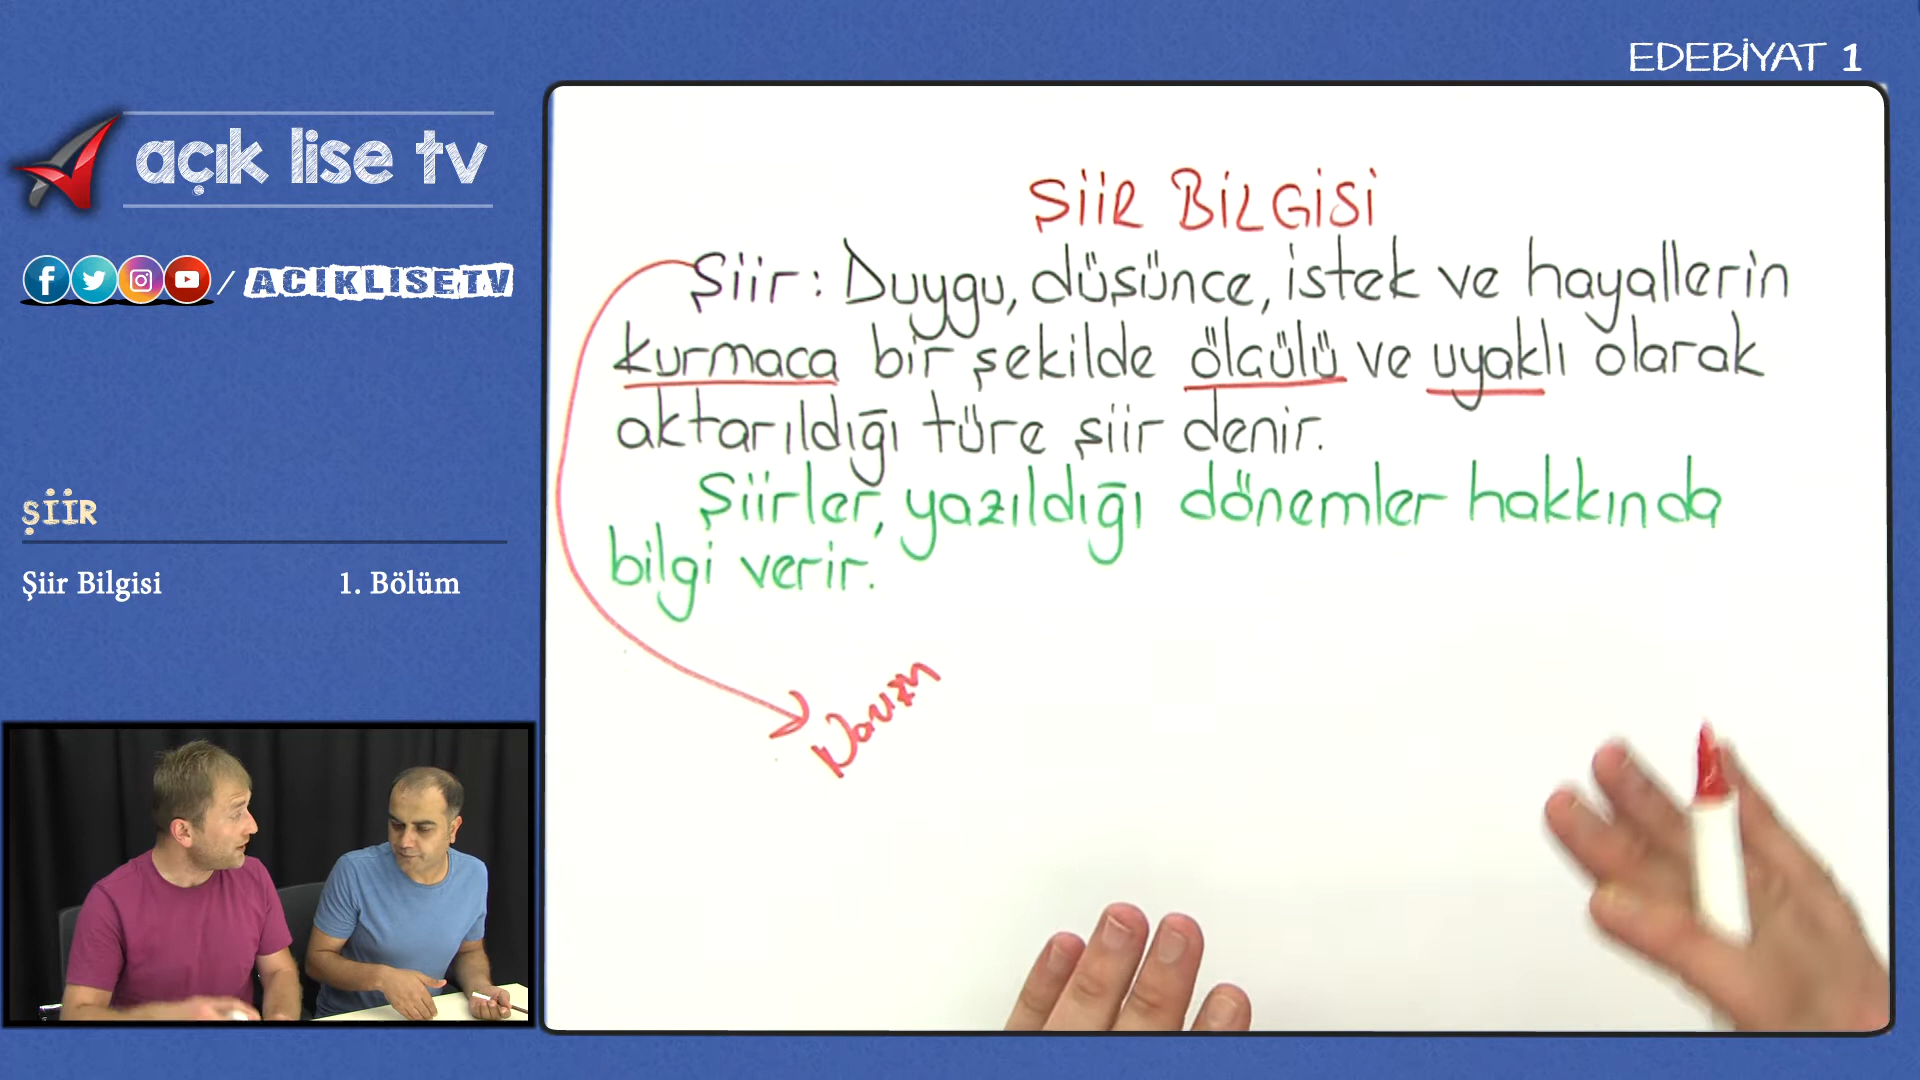 EDEBİYAT 1
açık lise tv
/ ACIKLISETV
ŞİİR
Şiir Bilgisi 1. Bölüm
ŞiiR BiLGiSi
Şiir : Duygu, düşünce, istek ve hayallerin
kurmaca bir şekilde ölçülü ve uyaklı olarak
aktarıldığı türe şiir denir.
Şiirler, yazıldığı dönemler hakkında
bilgi verir.